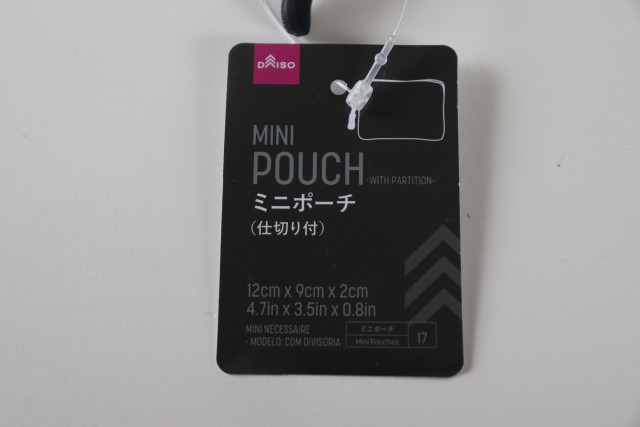 DAISO
MINI
POUCH -WITH PARTITION-
ミニポーチ
(仕切り付)
12cm x 9cm x 2cm
4.7in x 3.5in x 0.8in
MINI NECESSAIRE
- MODELO: COM DIVISÓRIA
ミニポーチ
Mini Pouches
17